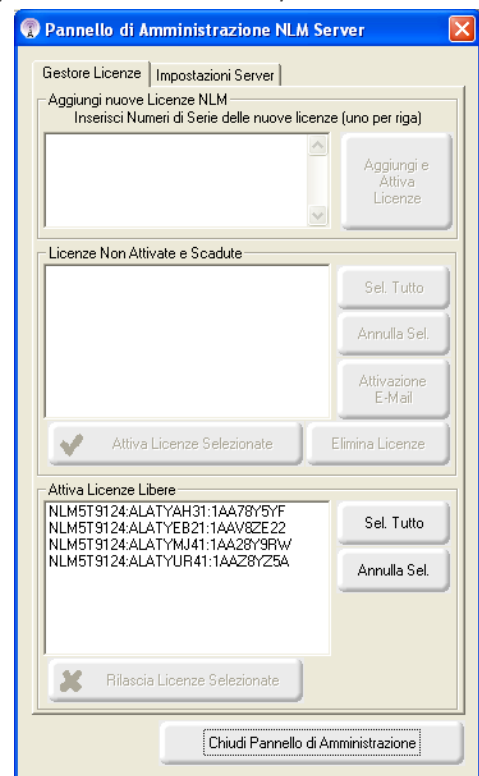 Pannello di Amministrazione NLM Server
Gestore Licenze
Impostazioni Server
Aggiungi nuove Licenze NLM
Inserisci Numeri di Serie delle nuove licenze (uno per riga)
Aggiungi e
Attiva
Licenze
Licenze Non Attivate e Scadute
Sel. Tutto
Annulla Sel.
Attivazione
E-Mail
Attiva Licenze Selezionate
Elimina Licenze
Attiva Licenze Libere
NLM5T9124:ALATYAH31:1AA78Y5YF
NLM5T9124:ALATYEB21:1AAV8ZE22
NLM5T9124:ALATYMJ41:1AA28Y9RW
NLM5T9124:ALATYUR41:1AAZ8YZ5A
Sel. Tutto
Annulla Sel.
Rilascia Licenze Selezionate
Chiudi Pannello di Amministrazione